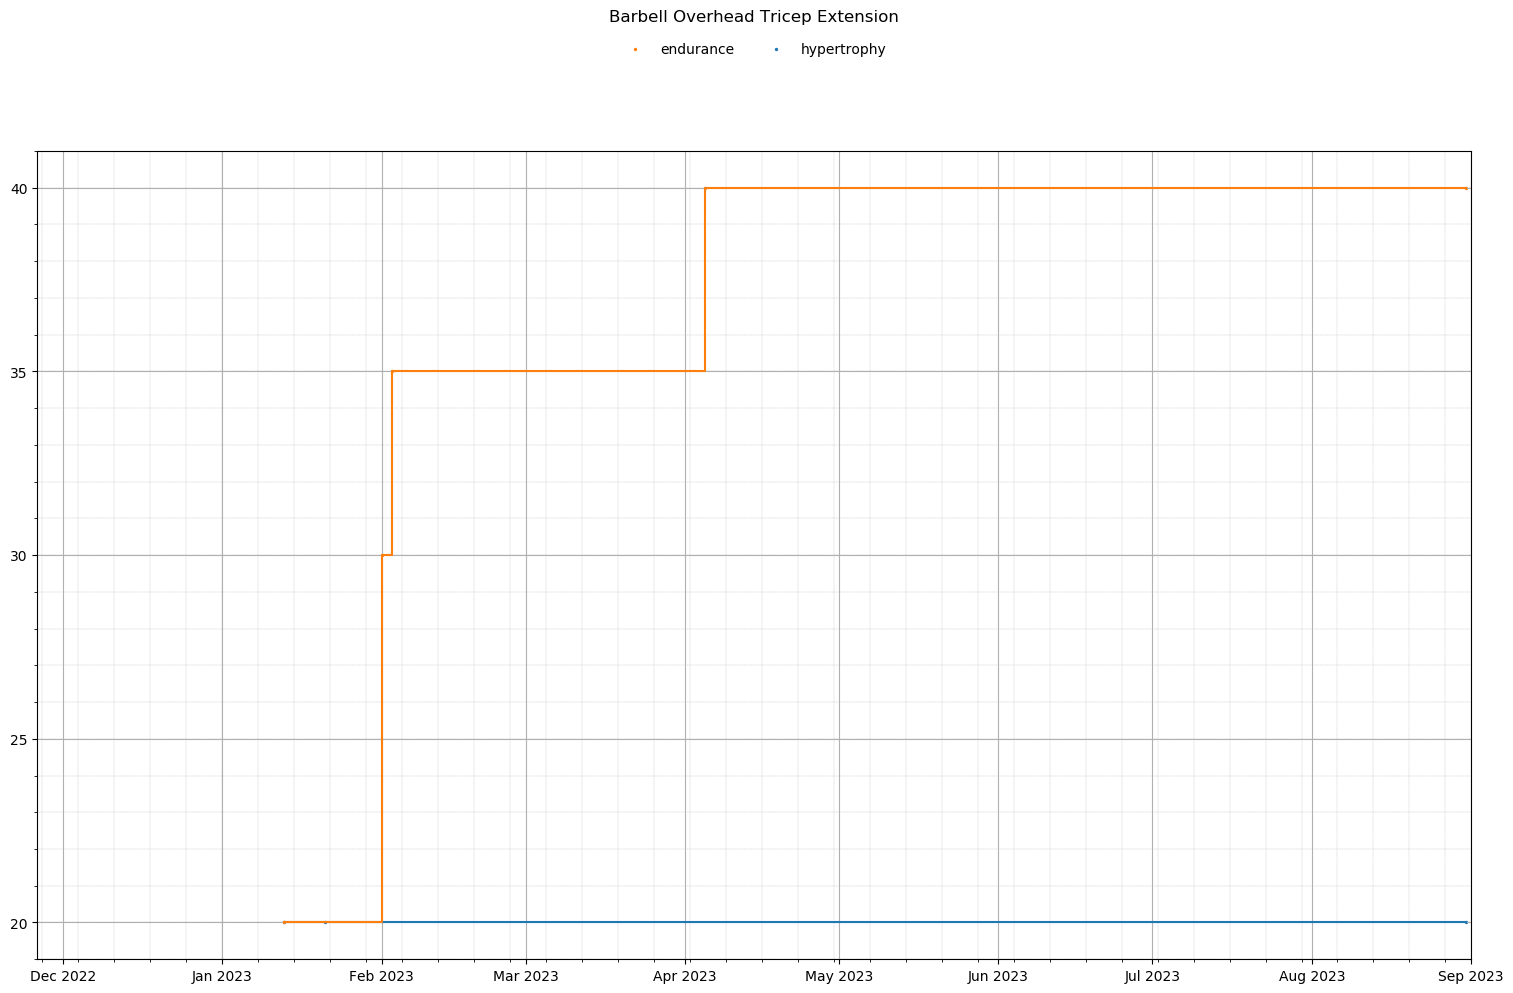 Barbell Overhead Tricep Extension
endurance hypertrophy
40
35
30
25
20
Dec 2022 Jan 2023 Feb 2023 Mar 2023 Apr 2023 May 2023 Jun 2023 Jul 2023 Aug 2023 Sep 2023